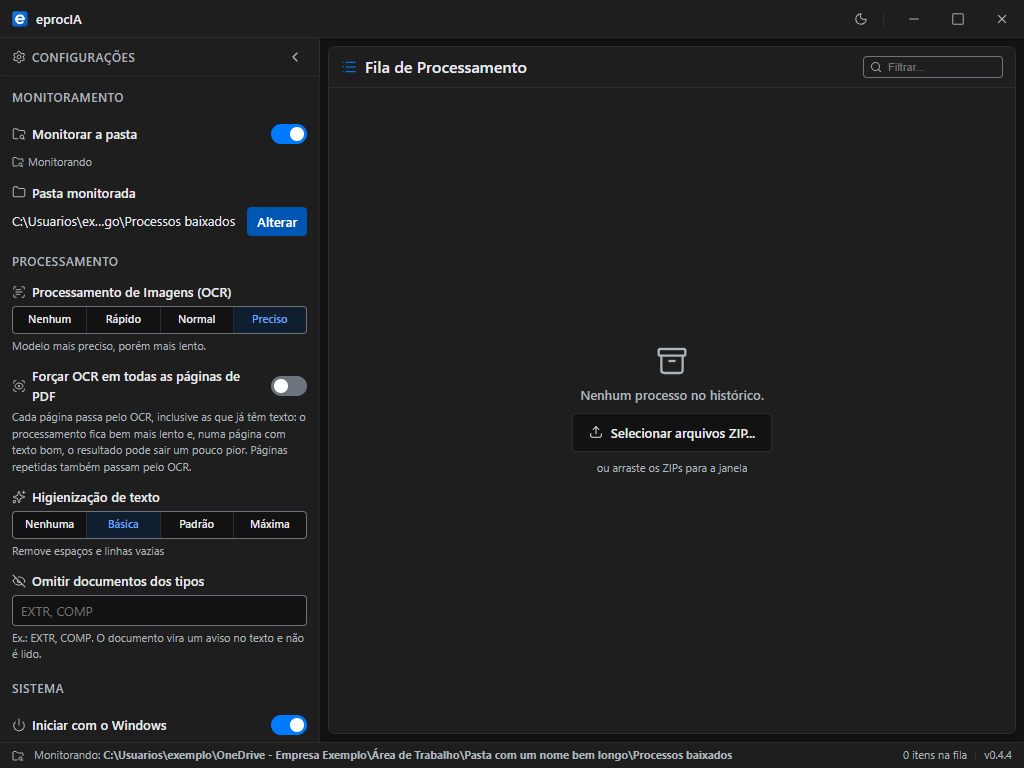 eprocIA
CONFIGURAÇÕES
MONITORAMENTO
Monitorar a pasta
Monitorando
Pasta monitorada
C:\Usuarios\ex...go\Processos baixados
Alterar
PROCESSAMENTO
Processamento de Imagens (OCR)
Nenhum Rápido Normal Preciso
Modelo mais preciso, porém mais lento.
Forçar OCR em todas as páginas de
PDF
Cada página passa pelo OCR, inclusive as que já têm texto: o
processamento fica bem mais lento e, numa página com
texto bom, o resultado pode sair um pouco pior. Páginas
repetidas também passam pelo OCR.
Higienização de texto
Nenhuma Básica Padrão Máxima
Remove espaços e linhas vazias
Omitir documentos dos tipos
EXTR, COMP
Ex.: EXTR, COMP. O documento vira um aviso no texto e não
é lido.
SISTEMA
Iniciar com o Windows
Fila de Processamento
Filtrar...
Nenhum processo no histórico.
Selecionar arquivos ZIP...
ou arraste os ZIPs para a janela
Monitorando: C:\Usuarios\exemplo\OneDrive - Empresa Exemplo\Área de Trabalho\Pasta com um nome bem longo\Processos baixados
0 itens na fila
v0.4.4